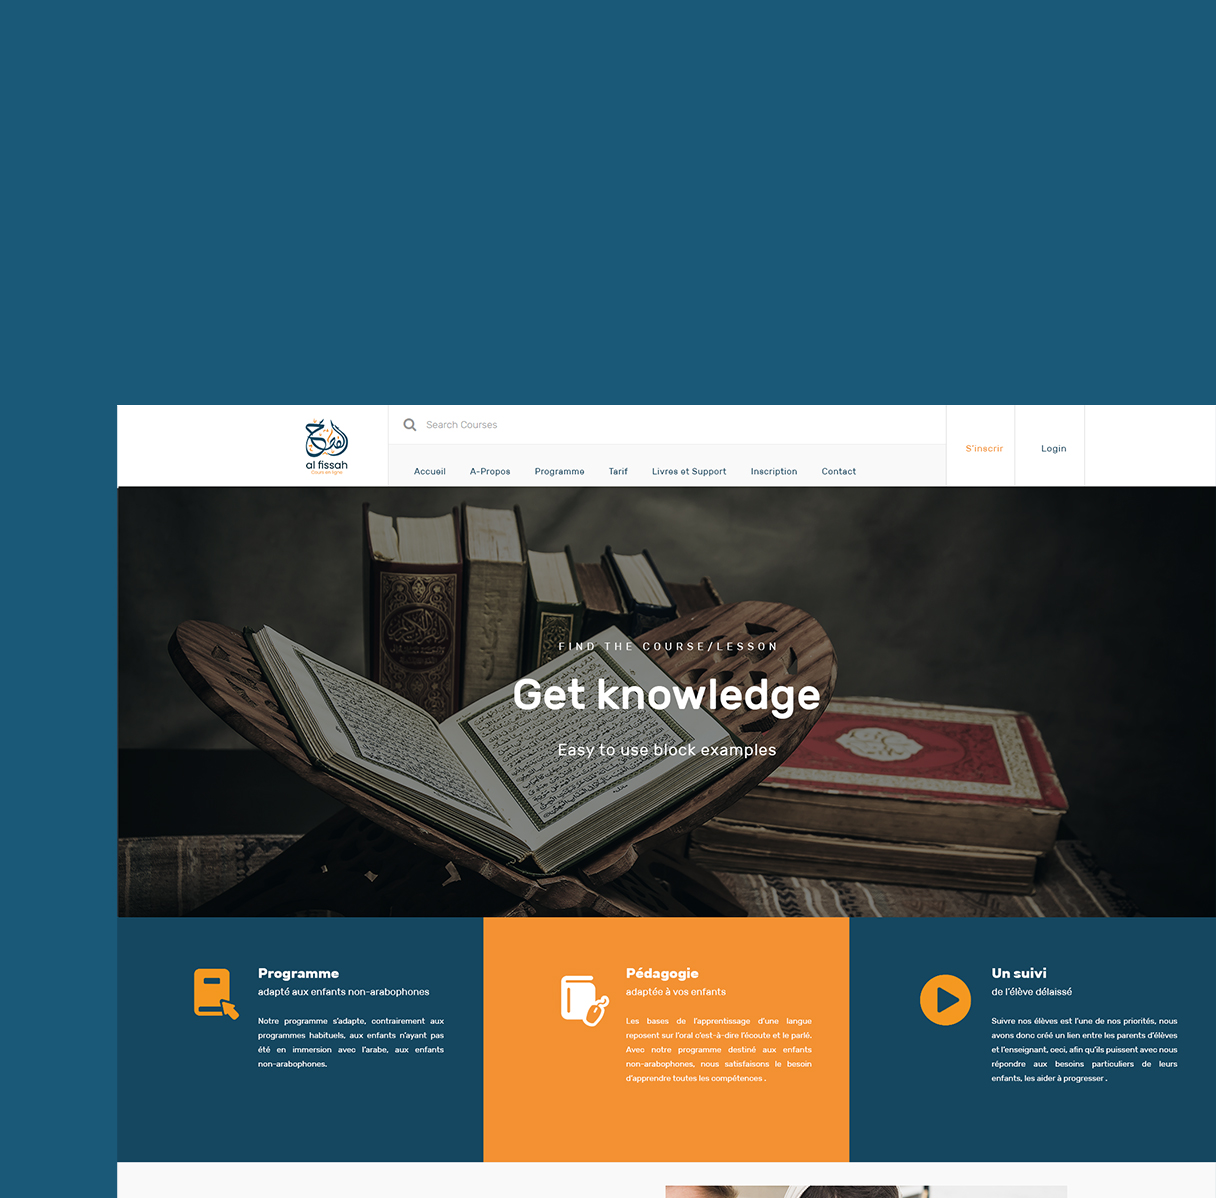 الفصح
al fissah
Cours en ligne
Search Courses
Accueil A-Propos Programme Tarif Livres et Support Inscription Contact
S'inscrir
Login
FIND THE COURSE/LESSON
Get knowledge
Easy to use block examples
Programme
adapté aux enfants non-arabophones
Notre programme s'adapte, contrairement aux
programmes habituels, aux enfants n'ayant pas
été en immersion avec l'arabe, aux enfants
non-arabophones.
Pédagogie
adaptée à vos enfants
Les bases de l'apprentissage d'une langue
reposent sur l'oral c'est-à-dire l'écoute et le parlé.
Avec notre programme destiné aux enfants
non-arabophones, nous satisfaisons le besoin
d'apprendre toutes les compétences .
Un suivi
de l'élève délaissé
Suivre nos élèves est l'une de nos priorités, nous
avons donc créé un lien entre les parents d'élèves
et l'enseignant, ceci, afin qu'ils puissent avec nous
répondre aux besoins particuliers de leurs
enfants, les aider à progresser .